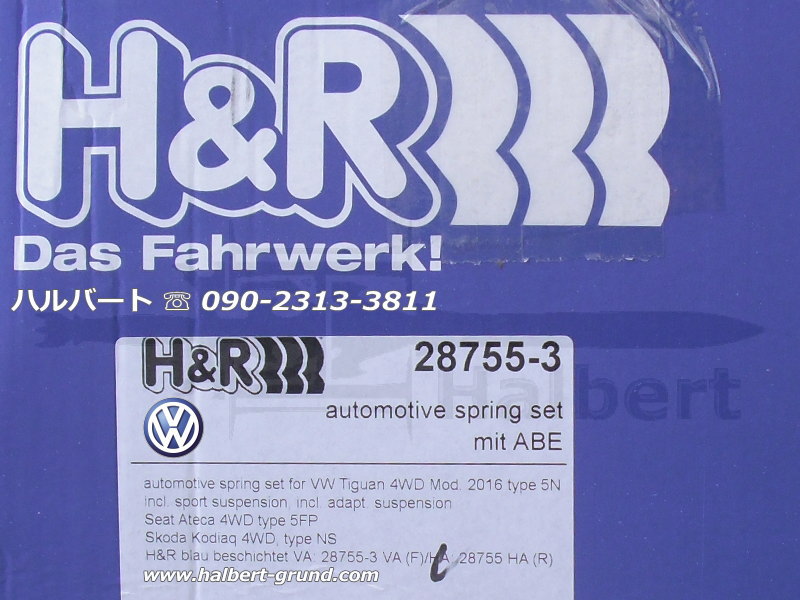 H&R
Das Fahrwerk!
ハルバート ☏ 090-2313-3811
H&R
28755-3
Halbert
automotive spring set
mit ABE
automotive spring set for VW Tiguan 4WD Mod. 2016 type 5N
incl. sport suspension, incl. adapt. suspension
Seat Ateca 4WD type 5FP
Skoda Kodiaq 4WD, type NS
H&R blau beschichtet VA: 28755-3 VA (F)/HA: 28755 HA (R)
www.halbert-grund.com